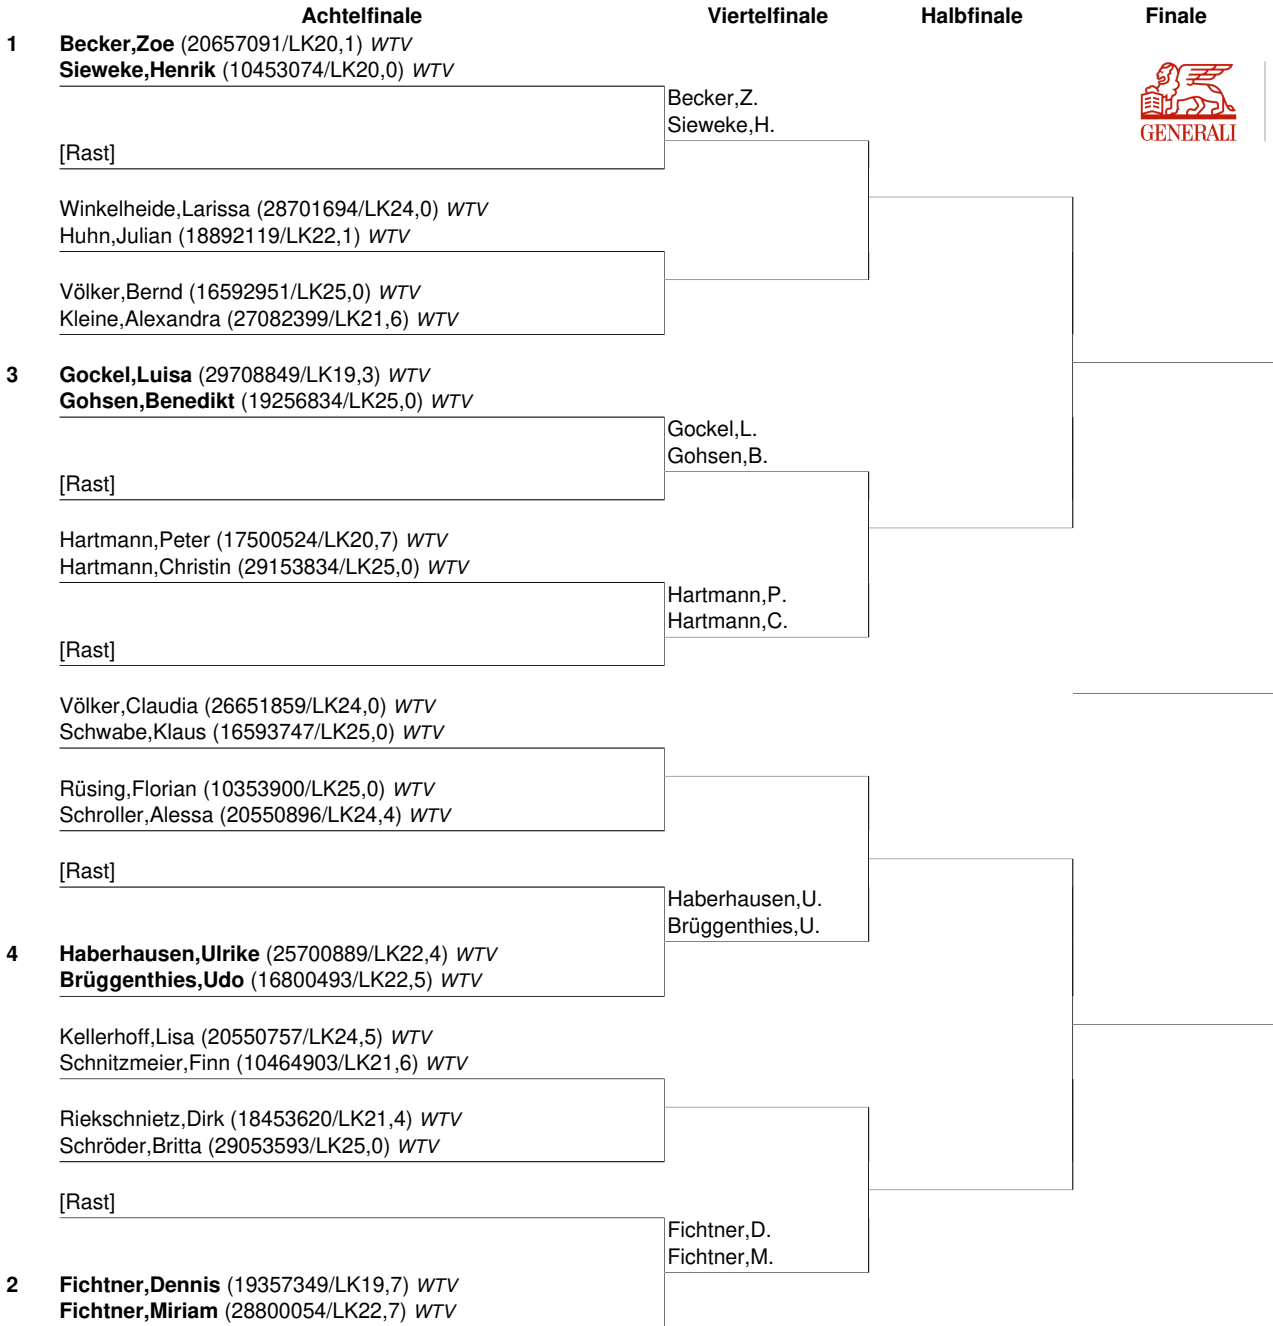 Achtelfinale Viertelfinale Halbfinale Finale
1 Becker,Zoe (20657091/LK20,1) WTV
Sieweke,Henrik (10453074/LK20,0) WTV
Becker,Z.
Sieweke,H.
GENERALI
[Rast]
Winkelheide,Larissa (28701694/LK24,0) WTV
Huhn,Julian (18892119/LK22,1) WTV
Völker,Bernd (16592951/LK25,0) WTV
Kleine,Alexandra (27082399/LK21,6) WTV
3 Gockel,Luisa (29708849/LK19,3) WTV
Gohsen,Benedikt (19256834/LK25,0) WTV
Gockel,L.
Gohsen,B.
[Rast]
Hartmann,Peter (17500524/LK20,7) WTV
Hartmann,Christin (29153834/LK25,0) WTV
Hartmann,P.
Hartmann,C.
[Rast]
Völker,Claudia (26651859/LK24,0) WTV
Schwabe,Klaus (16593747/LK25,0) WTV
Rüsing,Florian (10353900/LK25,0) WTV
Schroller,Alessa (20550896/LK24,4) WTV
[Rast]
Haberhausen,U.
Brüggenthies,U.
4 Haberhausen,Ulrike (25700889/LK22,4) WTV
Brüggenthies,Udo (16800493/LK22,5) WTV
Kellerhoff,Lisa (20550757/LK24,5) WTV
Schnitzmeier,Finn (10464903/LK21,6) WTV
Riekschnietz,Dirk (18453620/LK21,4) WTV
Schröder,Britta (29053593/LK25,0) WTV
[Rast]
Fichtner,D.
Fichtner,M.
2 Fichtner,Dennis (19357349/LK19,7) WTV
Fichtner,Miriam (28800054/LK22,7) WTV